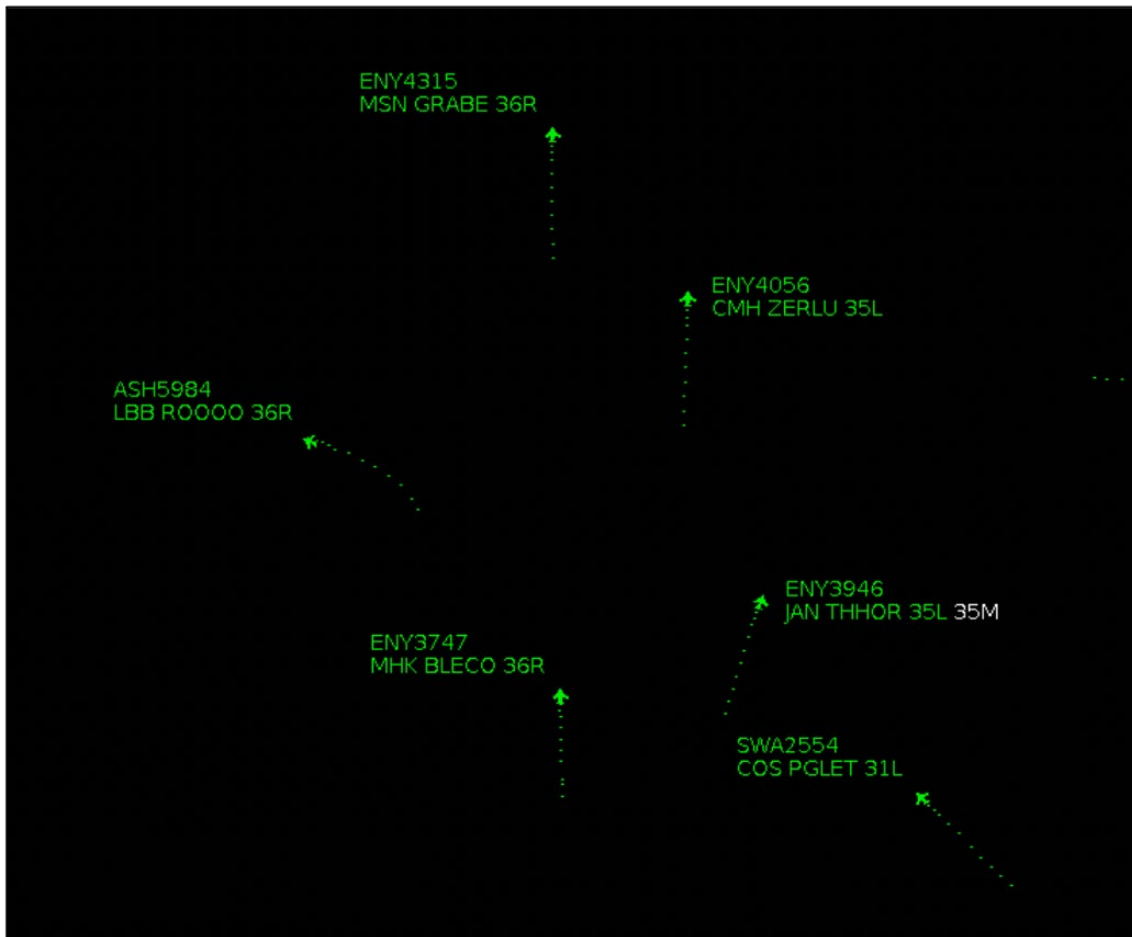 ENY4315
MSN GRABE 36R
ENY4056
CMH ZERLU 35L
ASH5984
LBB ROOOO 36R
ENY3946
JAN THHOR 35L 35M
ENY3747
MHK BLECO 36R
SWA2554
COS PGLET 31L